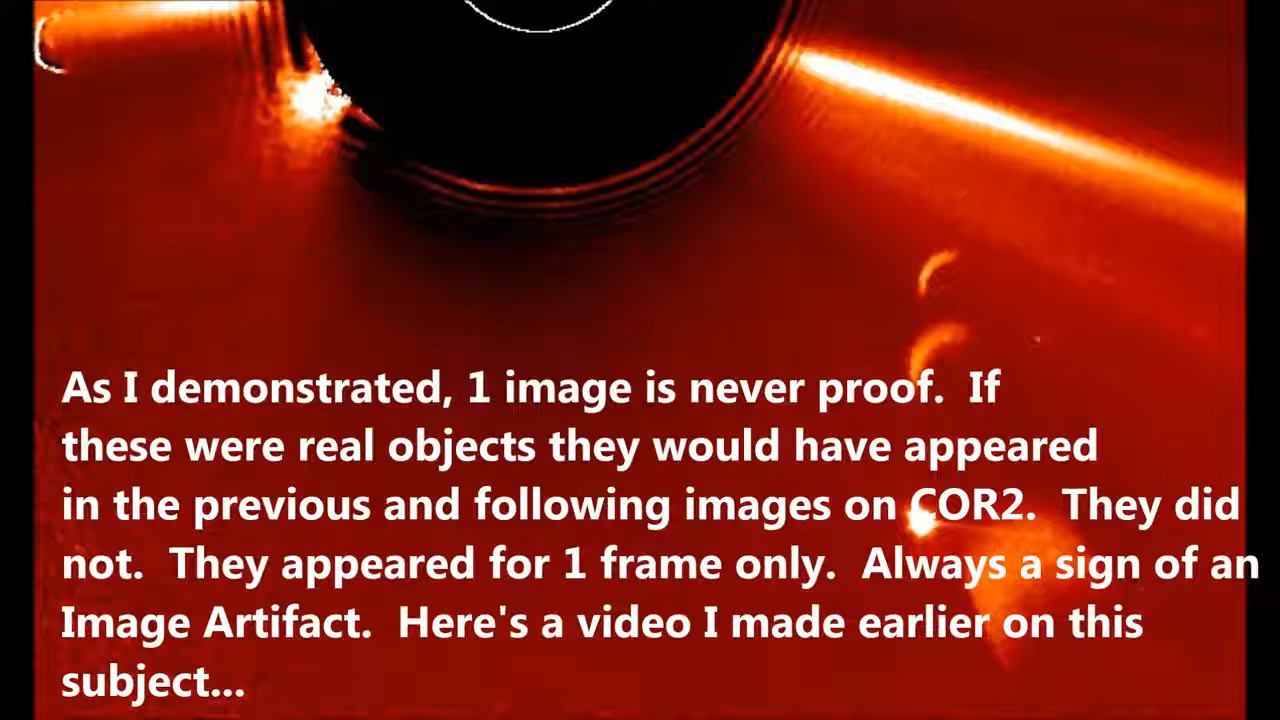 As I demonstrated, 1 image is never proof.  If
these were real objects they would have appeared
in the previous and following images on COR2.  They did
not.  They appeared for 1 frame only.  Always a sign of an
Image Artifact.  Here's a video I made earlier on this
subject...